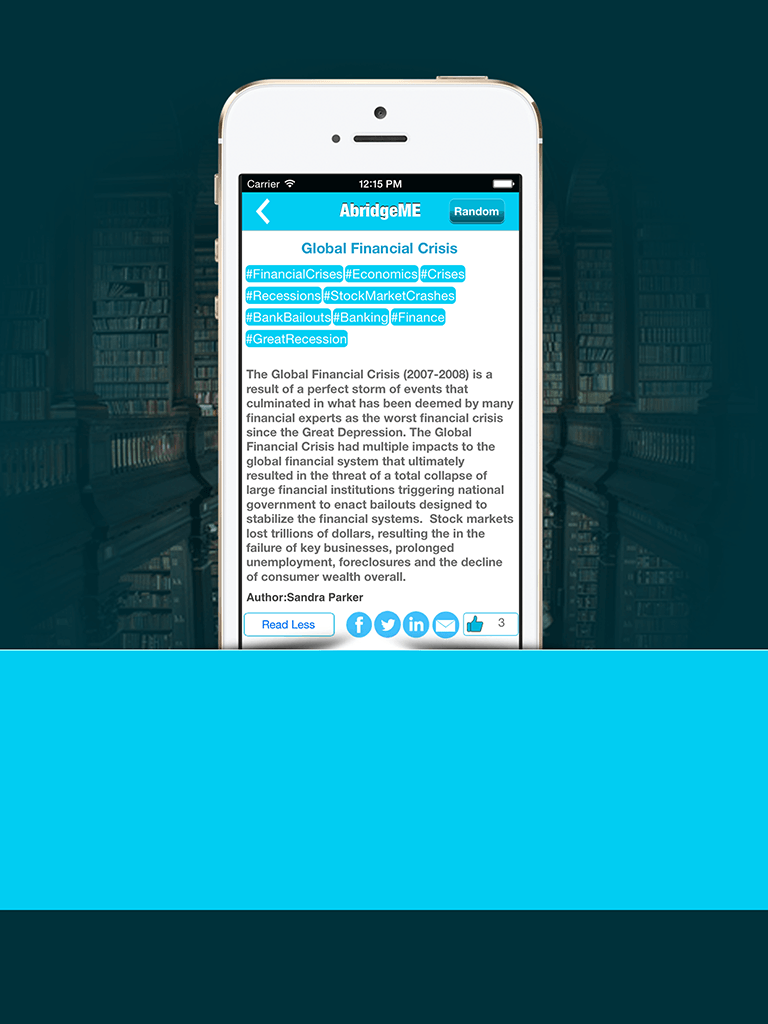 Carrier 12:15 PM
AbridgeME Random
Global Financial Crisis
#FinancialCrises #Economics #Crises
#Recessions #StockMarketCrashes
#BankBailouts #Banking #Finance
#GreatRecession
The Global Financial Crisis (2007-2008) is a
result of a perfect storm of events that
culminated in what has been deemed by many
financial experts as the worst financial crisis
since the Great Depression. The Global
Financial Crisis had multiple impacts to the
global financial system that ultimately
resulted in the threat of a total collapse of
large financial institutions triggering national
government to enact bailouts designed to
stabilize the financial systems.  Stock markets
lost trillions of dollars, resulting the in the
failure of key businesses, prolonged
unemployment, foreclosures and the decline
of consumer wealth overall.
Author:Sandra Parker
Read Less f in 3